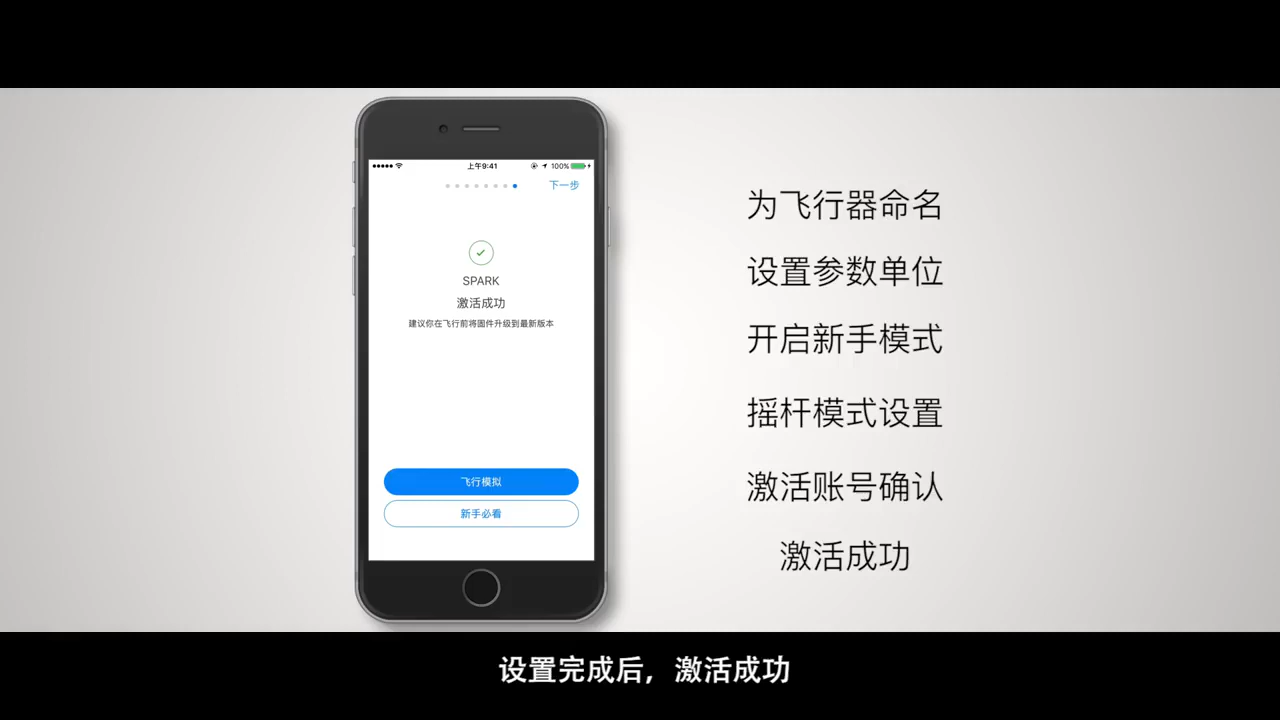 上午9:41
100%
下一步
SPARK
激活成功
建议你在飞行前将固件升级到最新版本
飞行模拟
新手必看
为飞行器命名
设置参数单位
开启新手模式
摇杆模式设置
激活账号确认
激活成功
设置完成后，激活成功